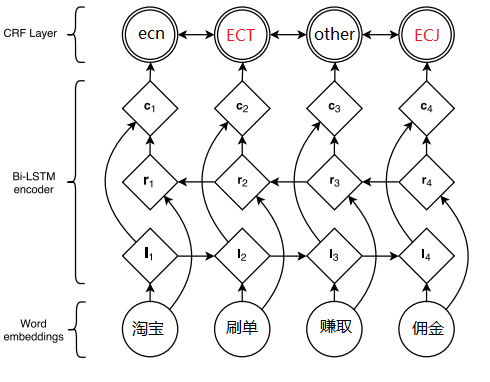 CRF Layer
ecn ECT other ECJ
c1 c2 c3 c4
Bi-LSTM
encoder
r1 r2 r3 r4
l1 l2 l3 l4
Word
embeddings
淘宝 刷单 赚取 佣金